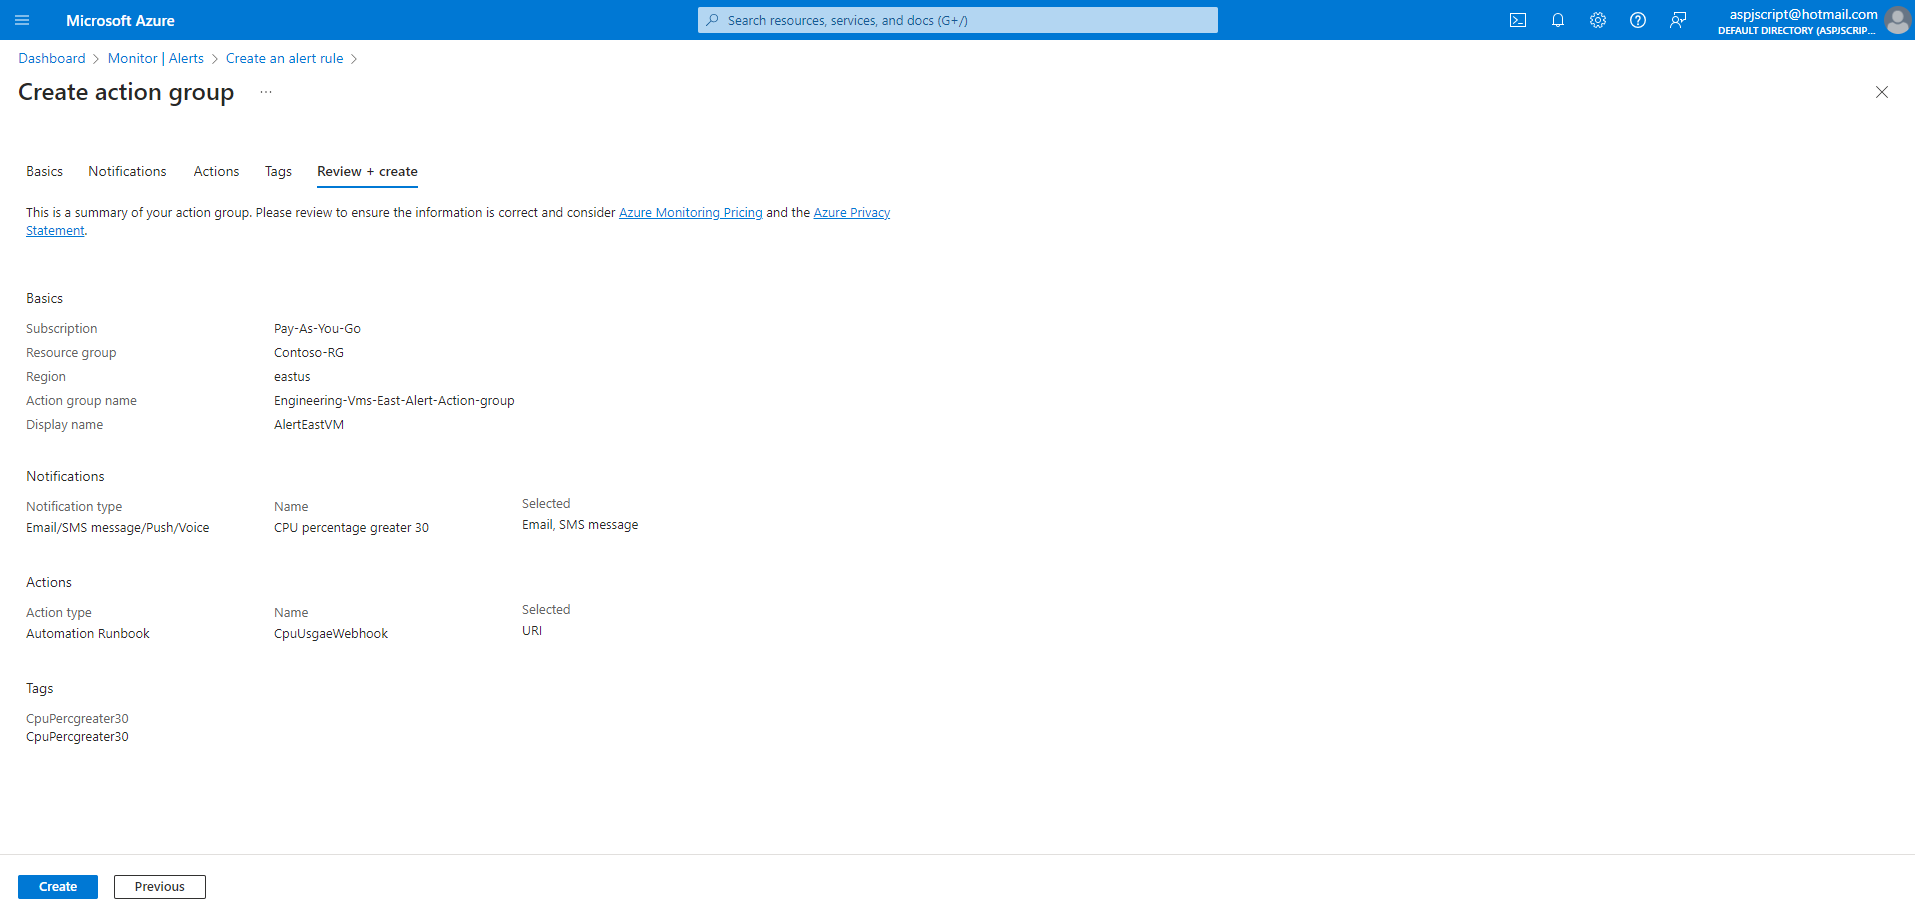 Microsoft Azure
Search resources, services, and docs (G+/)
aspjscript@hotmail.com
DEFAULT DIRECTORY (ASPJSCRIP...
Dashboard > Monitor | Alerts > Create an alert rule >
Create action group ...
Basics Notifications Actions Tags Review + create
This is a summary of your action group. Please review to ensure the information is correct and consider Azure Monitoring Pricing and the Azure Privacy
Statement.
Basics
Subscription Pay-As-You-Go
Resource group Contoso-RG
Region eastus
Action group name Engineering-Vms-East-Alert-Action-group
Display name AlertEastVM
Notifications
Notification type Name Selected
Email/SMS message/Push/Voice CPU percentage greater 30 Email, SMS message
Actions
Action type Name Selected
Automation Runbook CpuUsgaeWebhook URI
Tags
CpuPercgreater30
CpuPercgreater30
Create Previous